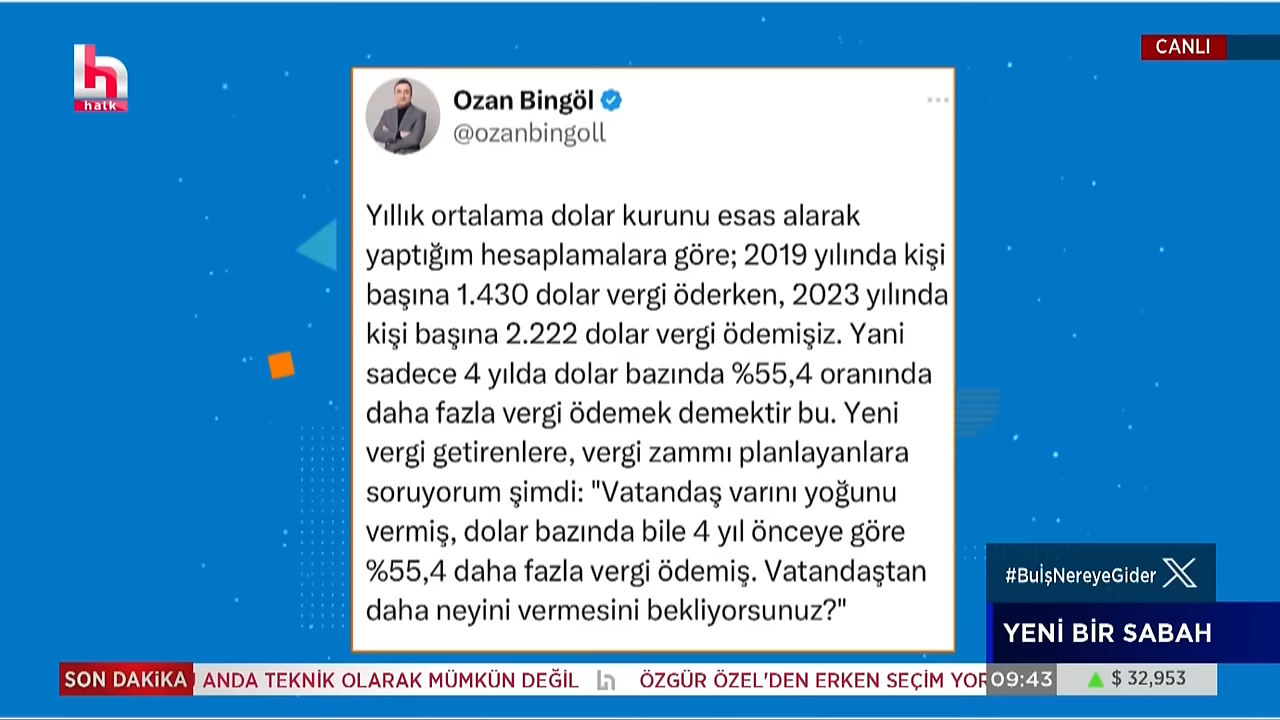 halk
CANLI
Ozan Bingöl
@ozanbingoll
Yıllık ortalama dolar kurunu esas alarak
yaptığım hesaplamalara göre; 2019 yılında kişi
başına 1.430 dolar vergi öderken, 2023 yılında
kişi başına 2.222 dolar vergi ödemişiz. Yani
sadece 4 yılda dolar bazında %55,4 oranında
daha fazla vergi ödemek demektir bu. Yeni
vergi getirenlere, vergi zammı planlayanlara
soruyorum şimdi: "Vatandaş varını yoğunu
vermiş, dolar bazında bile 4 yıl önceye göre
%55,4 daha fazla vergi ödemiş. Vatandaştan
daha neyini vermesini bekliyorsunuz?"
#BuİşNereyeGider
YENİ BİR SABAH
SON DAKİKA ANDA TEKNİK OLARAK MÜMKÜN DEĞİL ÖZGÜR ÖZEL'DEN ERKEN SEÇİM YOR 09:43 $ 32,953